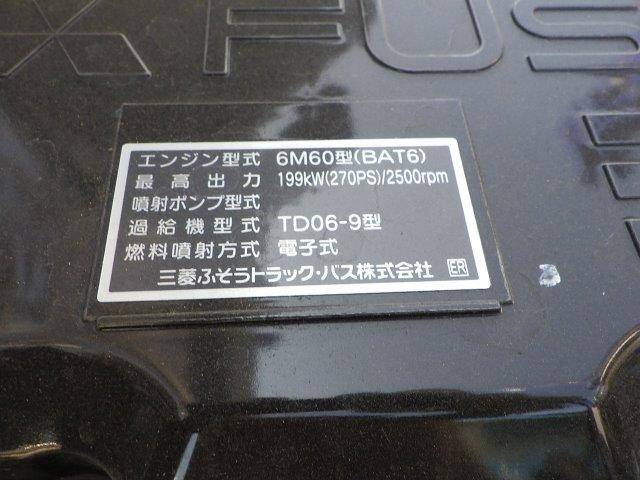 FUS
エンジン型式 6M60型(BAT6)
最高出力 199kW(270PS)/2500rpm
噴射ポンプ型式
過給機型式 TD06-9型
燃料噴射方式 電子式
三菱ふそうトラック・バス株式会社 ER